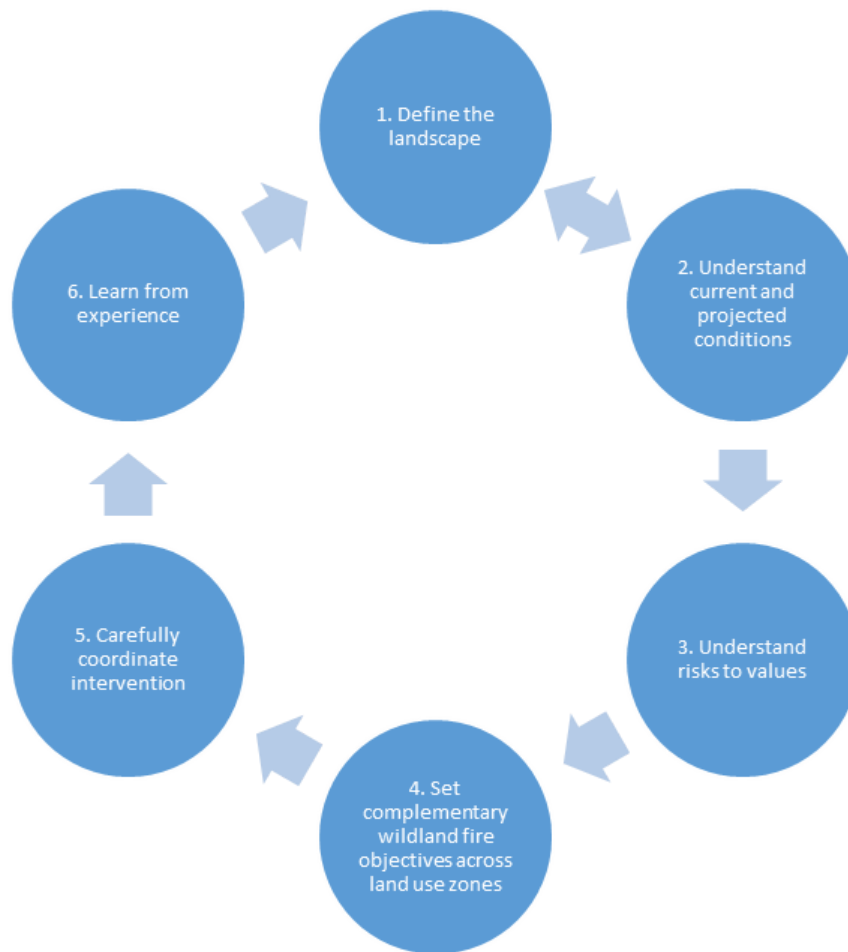 1. Define the
landscape
2. Understand
current and
projected
conditions
3. Understand
risks to values
4. Set
complementary
wildland fire
objectives across
land use zones
5. Carefully
coordinate
intervention
6. Learn from
experience